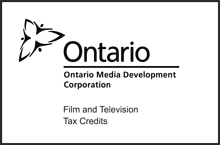 Ontario
Ontario Media Development
Corporation
Film and Television
Tax Credits